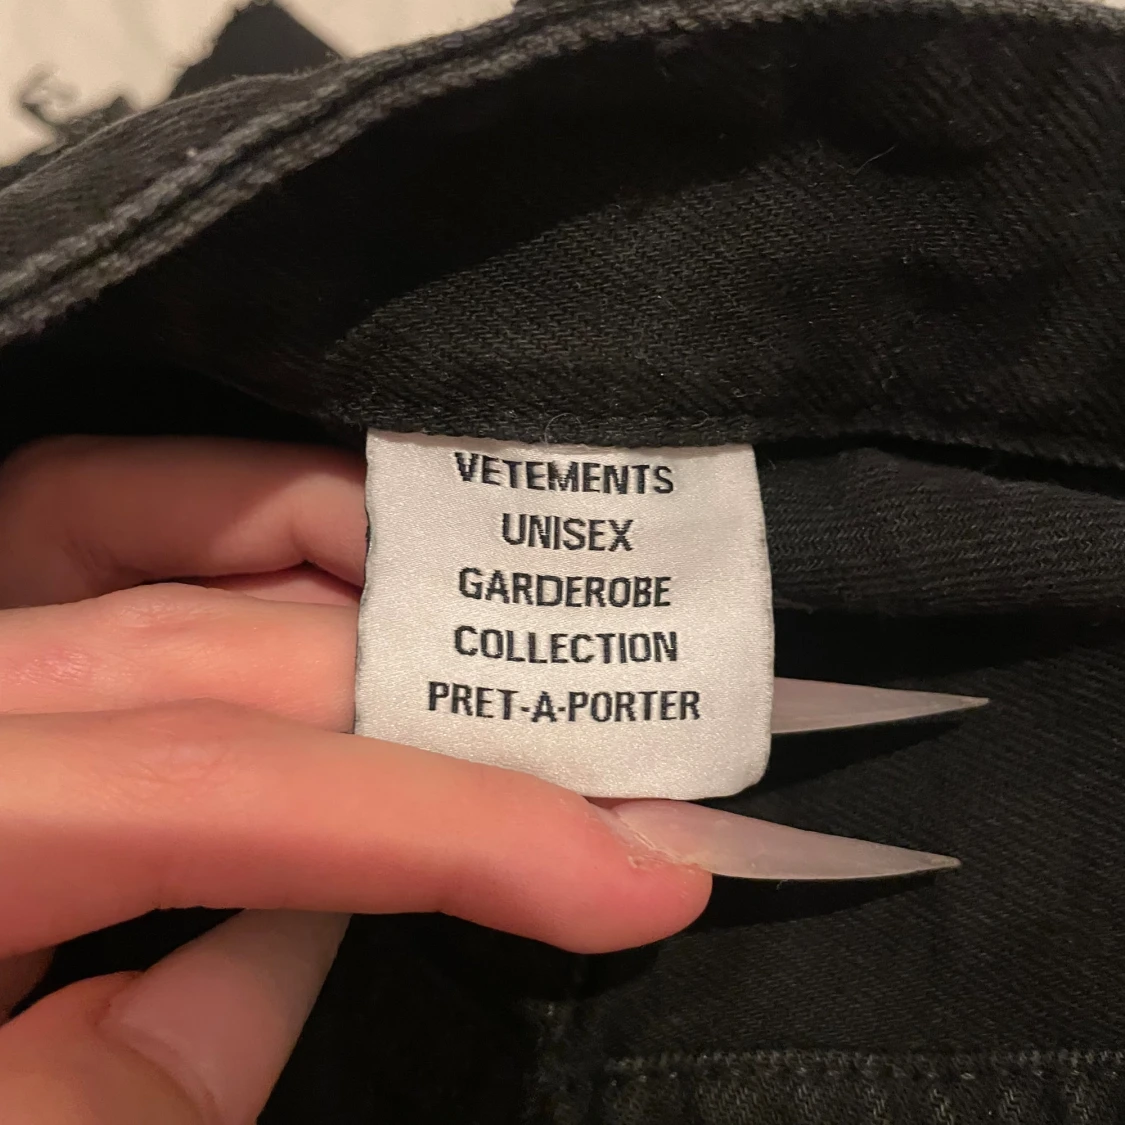 VETEMENTS
UNISEX
GARDEROBE
COLLECTION
PRET-A-PORTER